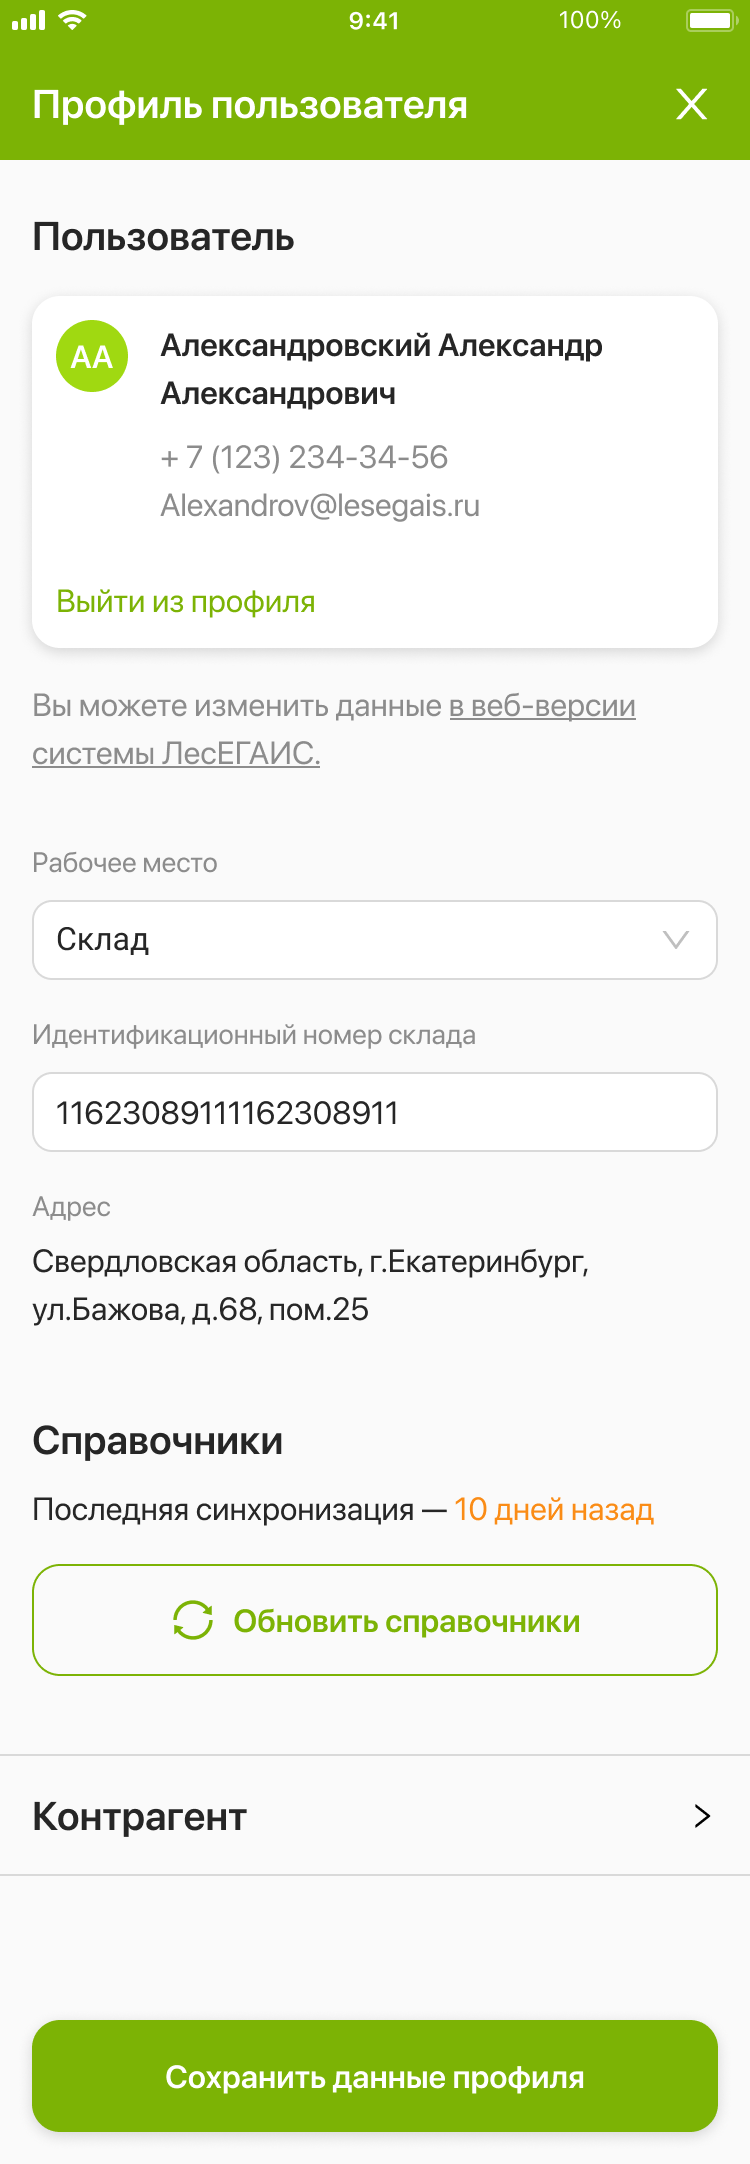 9:41
100%
Профиль пользователя
Пользователь
АА
Александровский Александр
Александрович
+ 7 (123) 234-34-56
Alexandrov@lesegais.ru
Выйти из профиля
Вы можете изменить данные в веб-версии
системы ЛесЕГАИС.
Рабочее место
Склад
Идентификационный номер склада
11623089111162308911
Адрес
Свердловская область, г.Екатеринбург,
ул.Бажова, д.68, пом.25
Справочники
Последняя синхронизация — 10 дней назад
Обновить справочники
Контрагент
Сохранить данные профиля